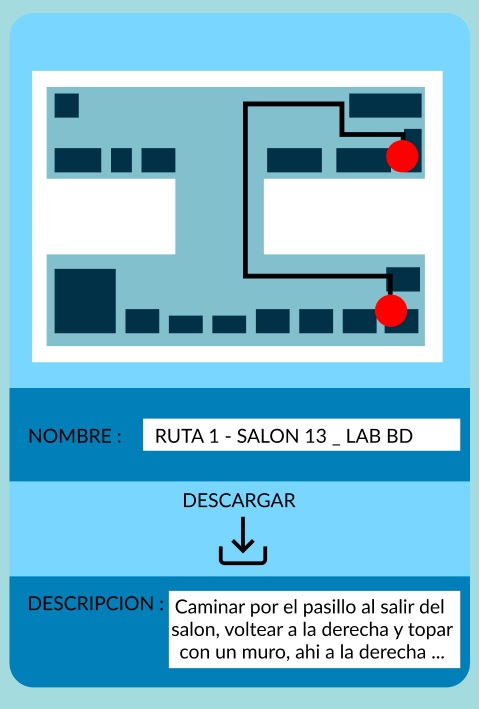 NOMBRE : RUTA 1 - SALON 13 _ LAB BD
DESCARGAR
DESCRIPCION : Caminar por el pasillo al salir del
salon, voltear a la derecha y topar
con un muro, ahi a la derecha ...